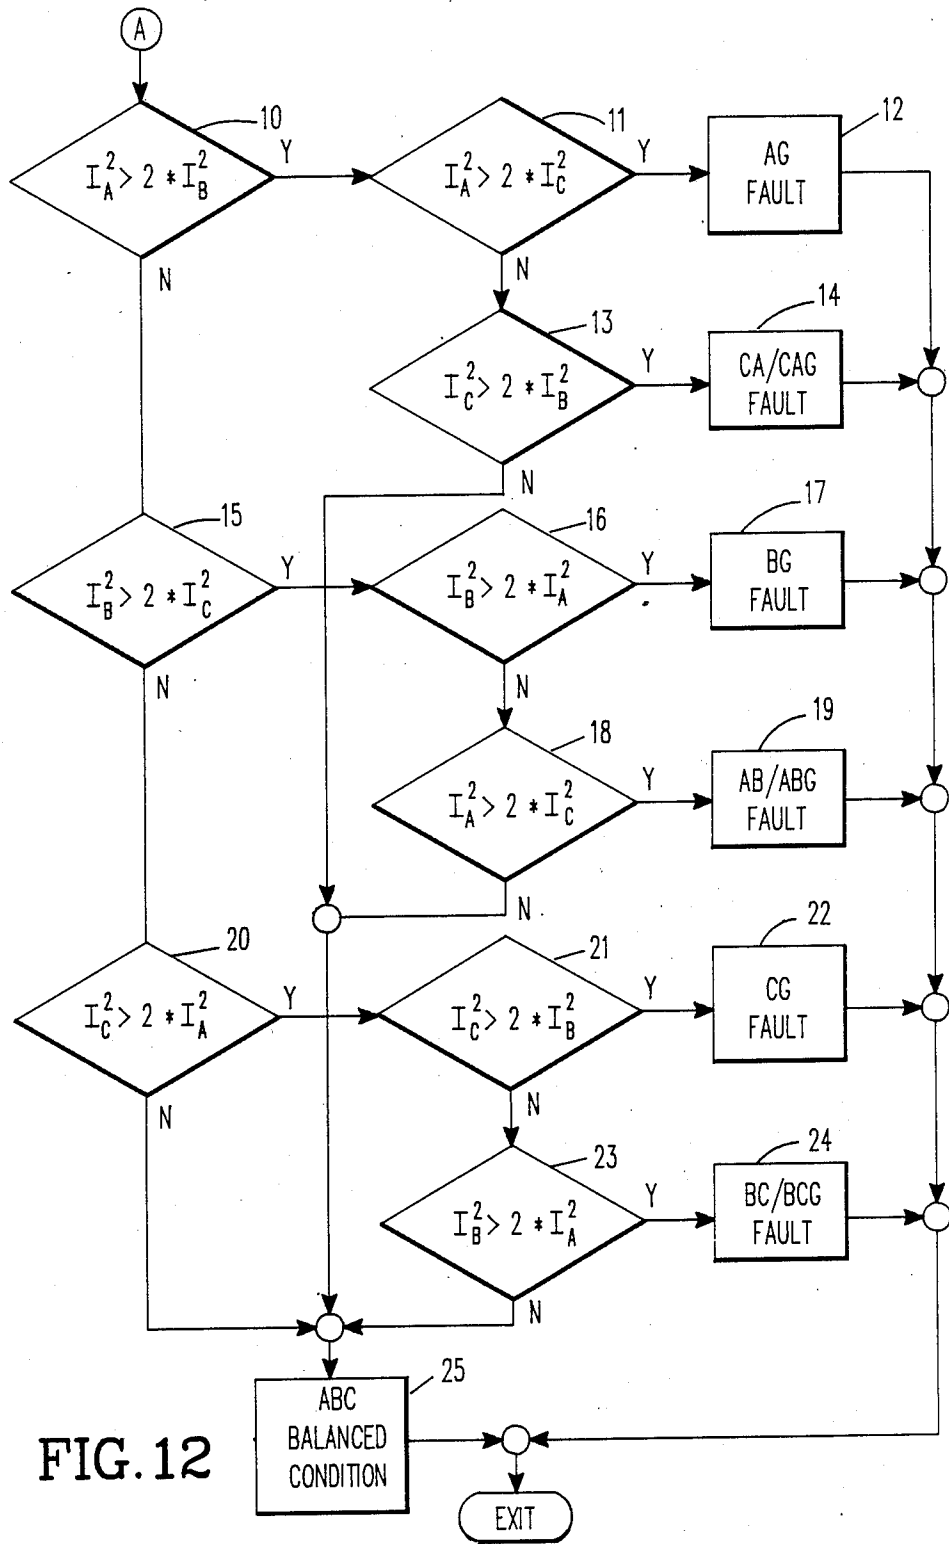 A
10
I_A^2 > 2 * I_B^2
Y
N
11
I_A^2 > 2 * I_C^2
Y
N
12
AG
FAULT
13
I_C^2 > 2 * I_B^2
Y
N
14
CA/CAG
FAULT
15
I_B^2 > 2 * I_C^2
Y
N
16
I_B^2 > 2 * I_A^2
Y
N
17
BG
FAULT
18
I_A^2 > 2 * I_C^2
Y
N
19
AB/ABG
FAULT
20
I_C^2 > 2 * I_A^2
Y
N
21
I_C^2 > 2 * I_B^2
Y
N
22
CG
FAULT
23
I_B^2 > 2 * I_A^2
Y
N
24
BC/BCG
FAULT
25
ABC
BALANCED
CONDITION
EXIT
FIG.12